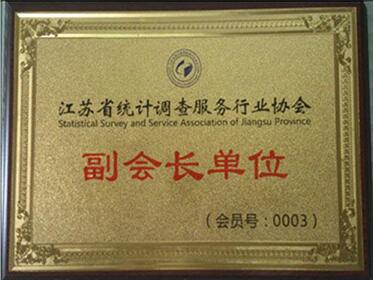 江苏省统计调查服务行业协会
Statistical Survey and Service Association of Jiangsu Province
副会长单位
（会员号：0003）